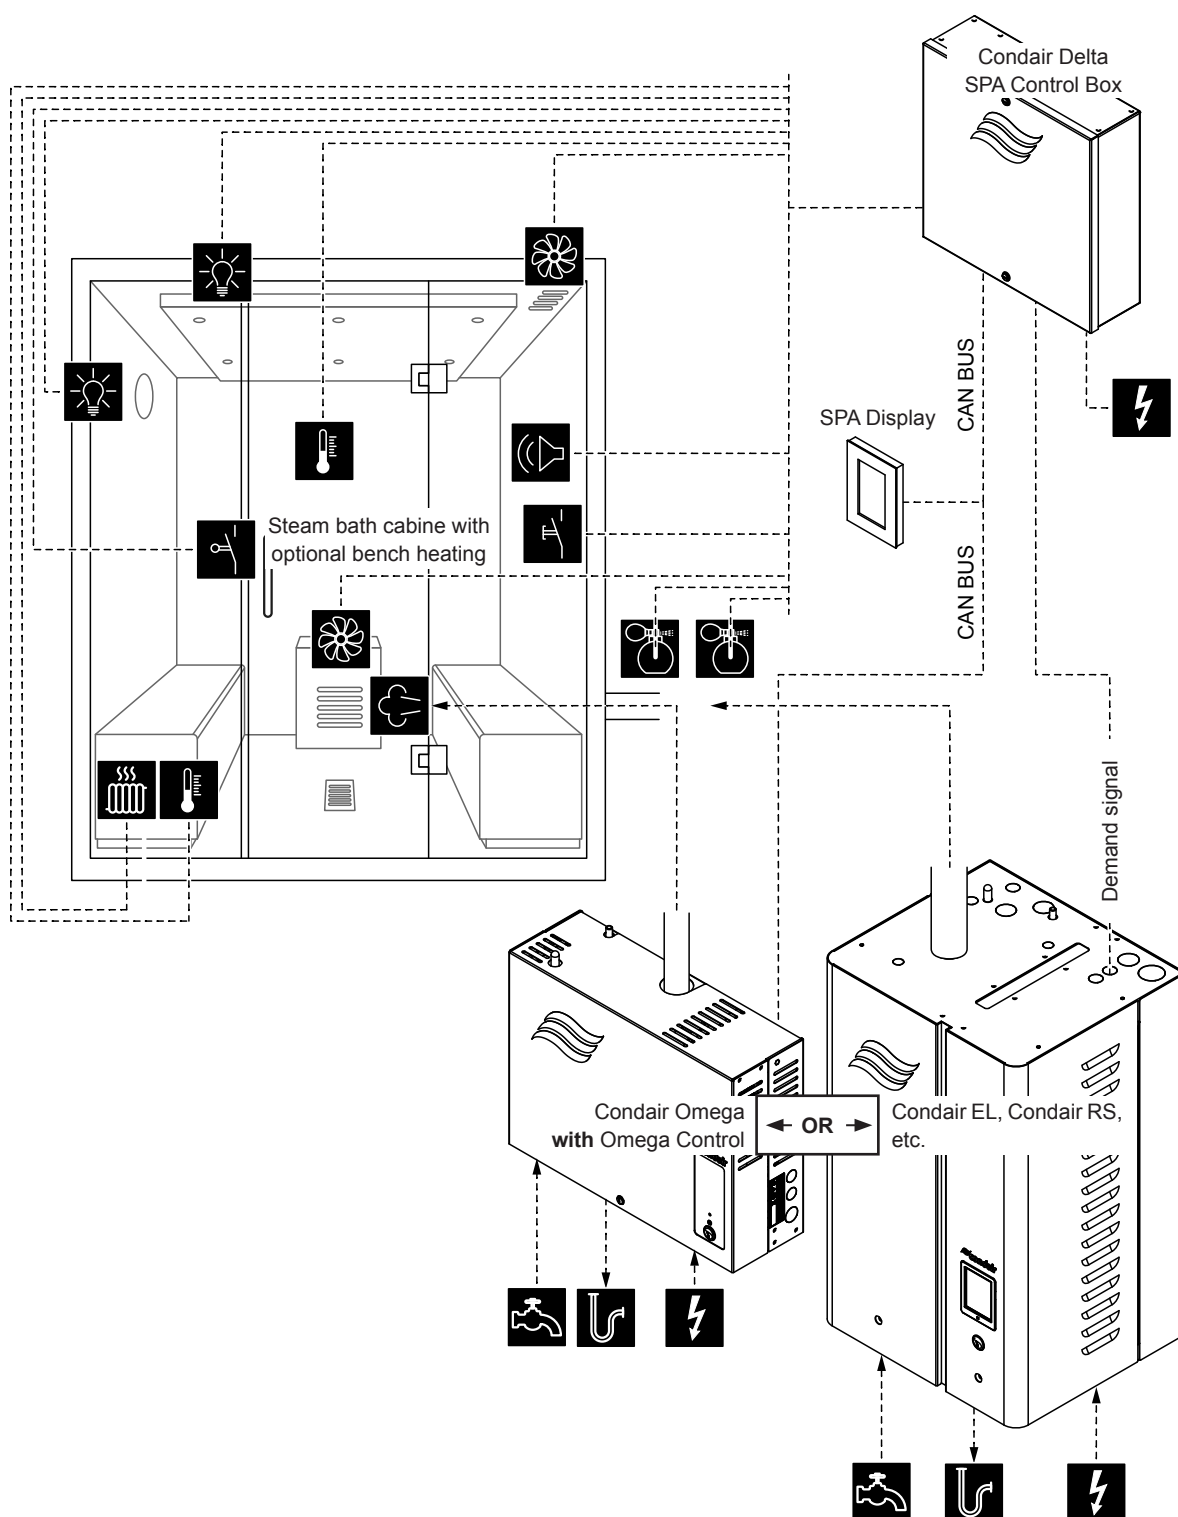 Condair Delta
SPA Control Box
CAN BUS
SPA Display
CAN BUS
Steam bath cabine with
optional bench heating
Demand signal
Condair Omega
with Omega Control
OR
Condair EL, Condair RS,
etc.